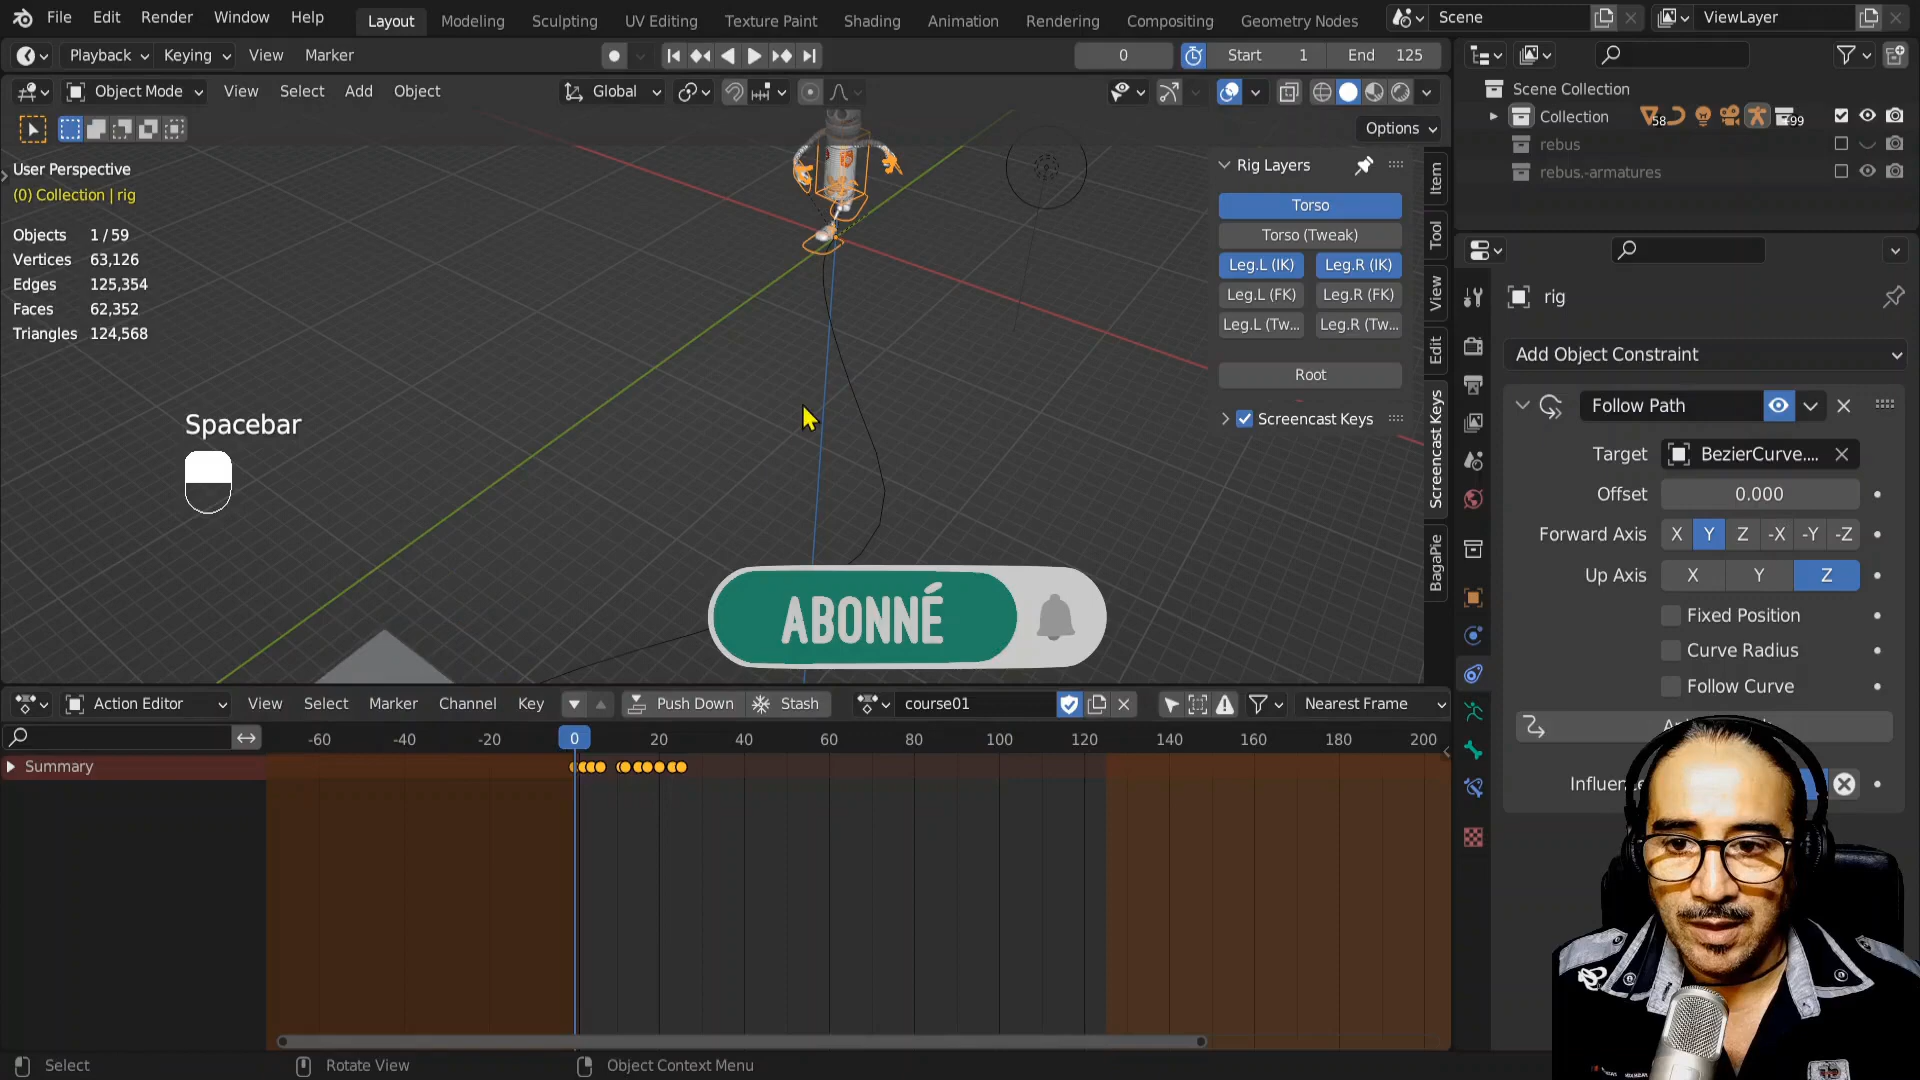 File Edit Render Window Help Layout Modeling Sculpting UV Editing Texture Paint Shading Animation Rendering Compositing Geometry Nodes Scene ViewLayer
Playback Keying View Marker 0 Start 1 End 125
Object Mode View Select Add Object Global
Options
User Perspective
(0) Collection | rig
Objects 1 / 59
Vertices 63,126
Edges 125,354
Faces 62,352
Triangles 124,568
Spacebar
Rig Layers
Torso
Torso (Tweak)
Leg.L (IK) Leg.R (IK)
Leg.L (FK) Leg.R (FK)
Leg.L (Tw... Leg.R (Tw...
Root
Screencast Keys
Item
Tool
View
Edit
Screencast Keys
BagaPie
ABONNÉ
Scene Collection
Collection 58 99
rebus
rebus.-armatures
rig
Add Object Constraint
Follow Path
Target BezierCurve....
Offset 0.000
Forward Axis X Y Z -X -Y -Z
Up Axis X Y Z
Fixed Position
Curve Radius
Follow Curve
Action Editor View Select Marker Channel Key Push Down Stash course01 Nearest Frame
-60 -40 -20 0 20 40 60 80 100 120 140 160 180 200
Summary
Select Rotate View Object Context Menu